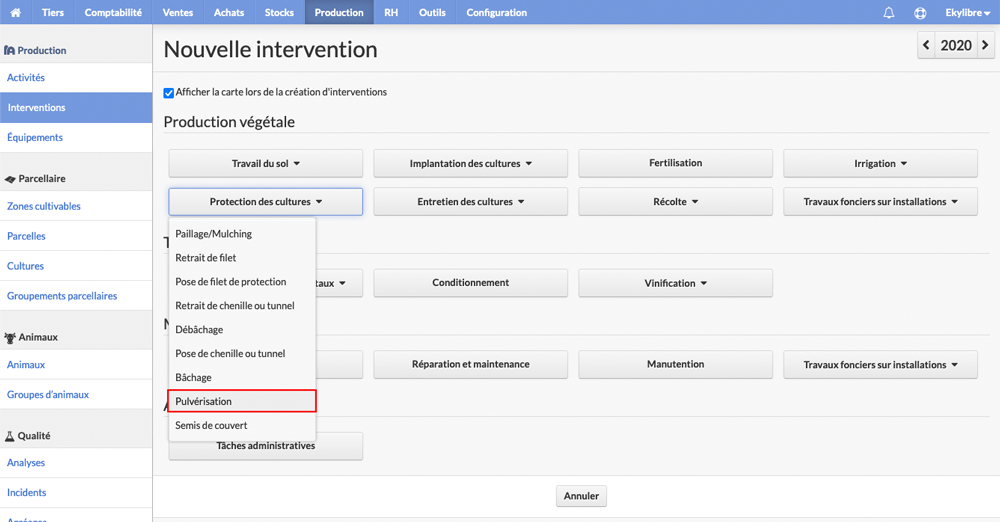 Tiers Comptabilité Ventes Achats Stocks Production RH Outils Configuration Ekylibre
Production
Activités
Interventions
Équipements
Parcellaire
Zones cultivables
Parcelles
Cultures
Groupements parcellaires
Animaux
Animaux
Groupes d'animaux
Qualité
Analyses
Incidents
Nouvelle intervention
2020
Afficher la carte lors de la création d'interventions
Production végétale
Travail du sol Implantation des cultures Fertilisation Irrigation
Protection des cultures Entretien des cultures Récolte Travaux fonciers sur installations
Paillage/Mulching
Retrait de filet
Pose de filet de protection
Retrait de chenille ou tunnel
Débâchage
Pose de chenille ou tunnel
Bâchage
Pulvérisation
Semis de couvert
taux Conditionnement Vinification
Réparation et maintenance Manutention Travaux fonciers sur installations
Tâches administratives
Annuler